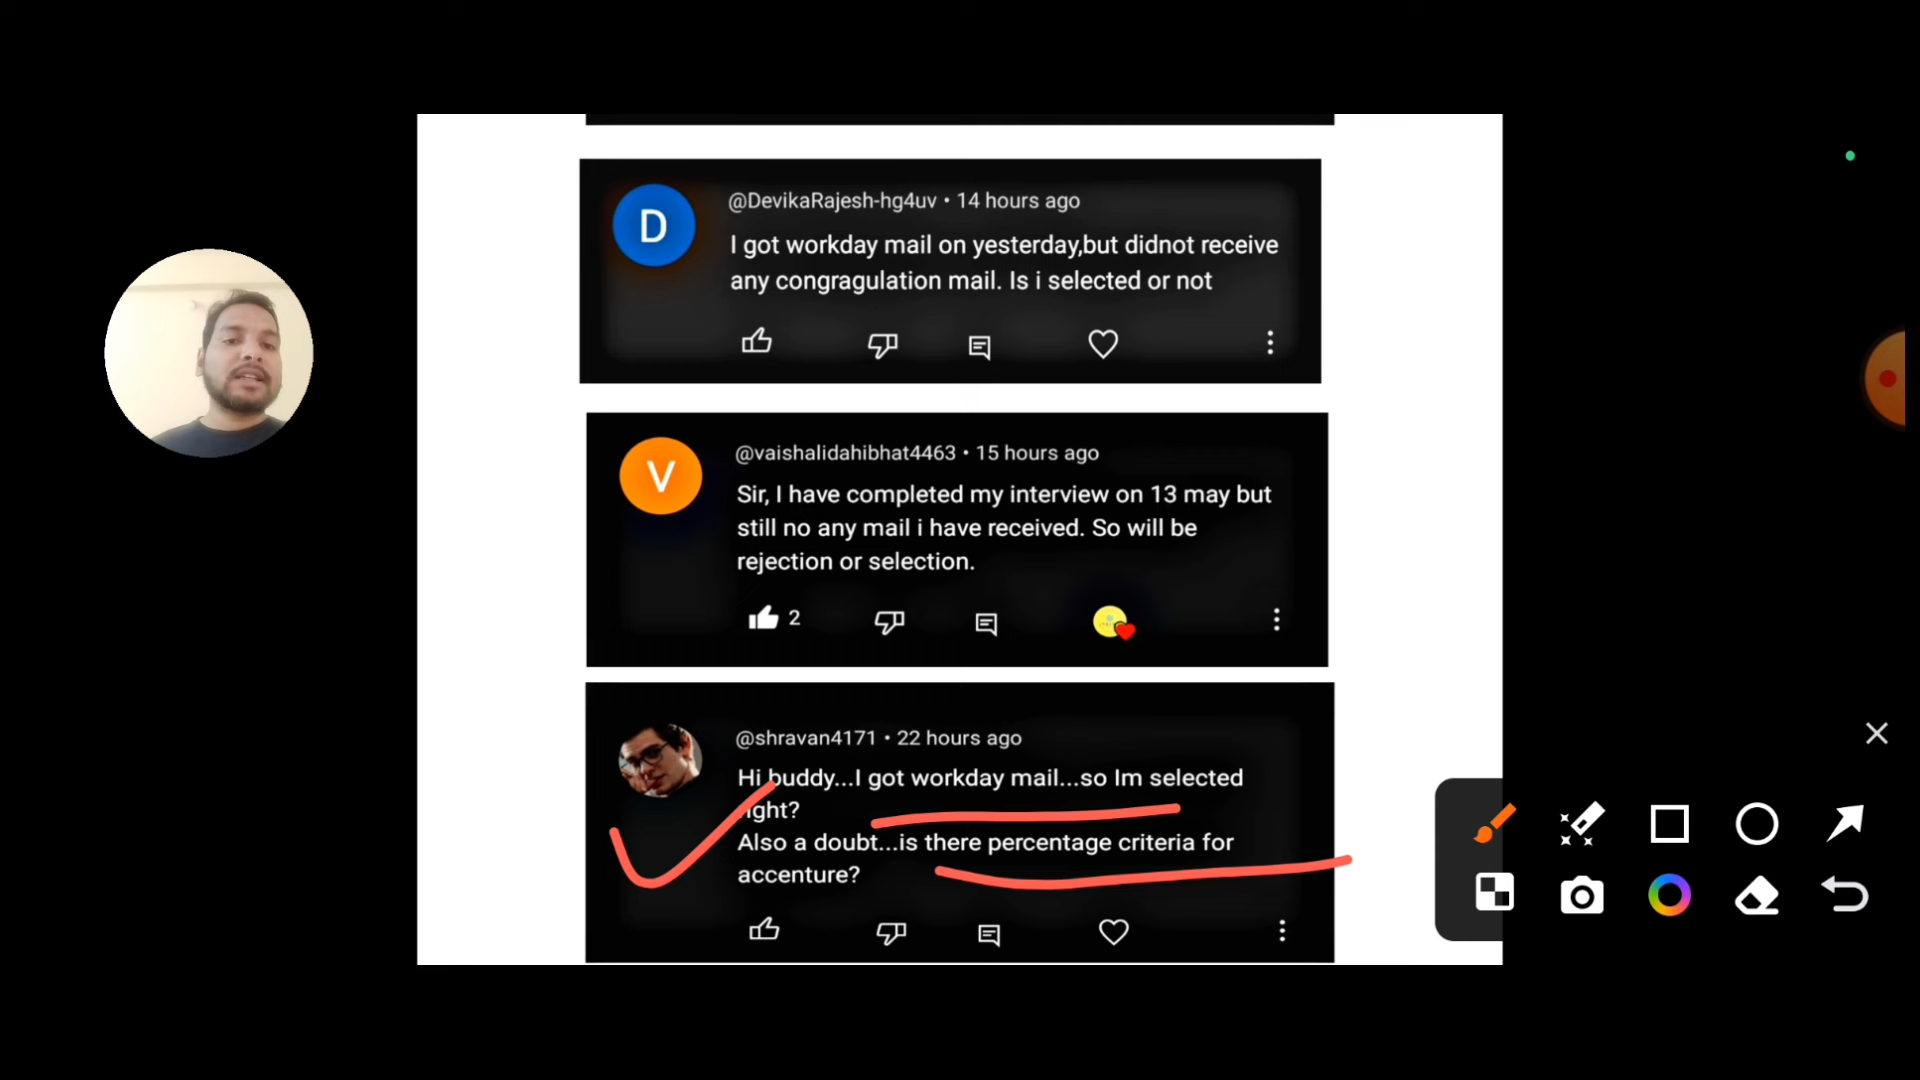 D
@DevikaRajesh-hg4uv • 14 hours ago
I got workday mail on yesterday,but didnot receive
any congragulation mail. Is i selected or not
V
@vaishalidahibhat4463 • 15 hours ago
Sir, I have completed my interview on 13 may but
still no any mail i have received. So will be
rejection or selection.
2
@shravan4171 • 22 hours ago
Hi buddy...I got workday mail...so Im selected
right?
Also a doubt...is there percentage criteria for
accenture?